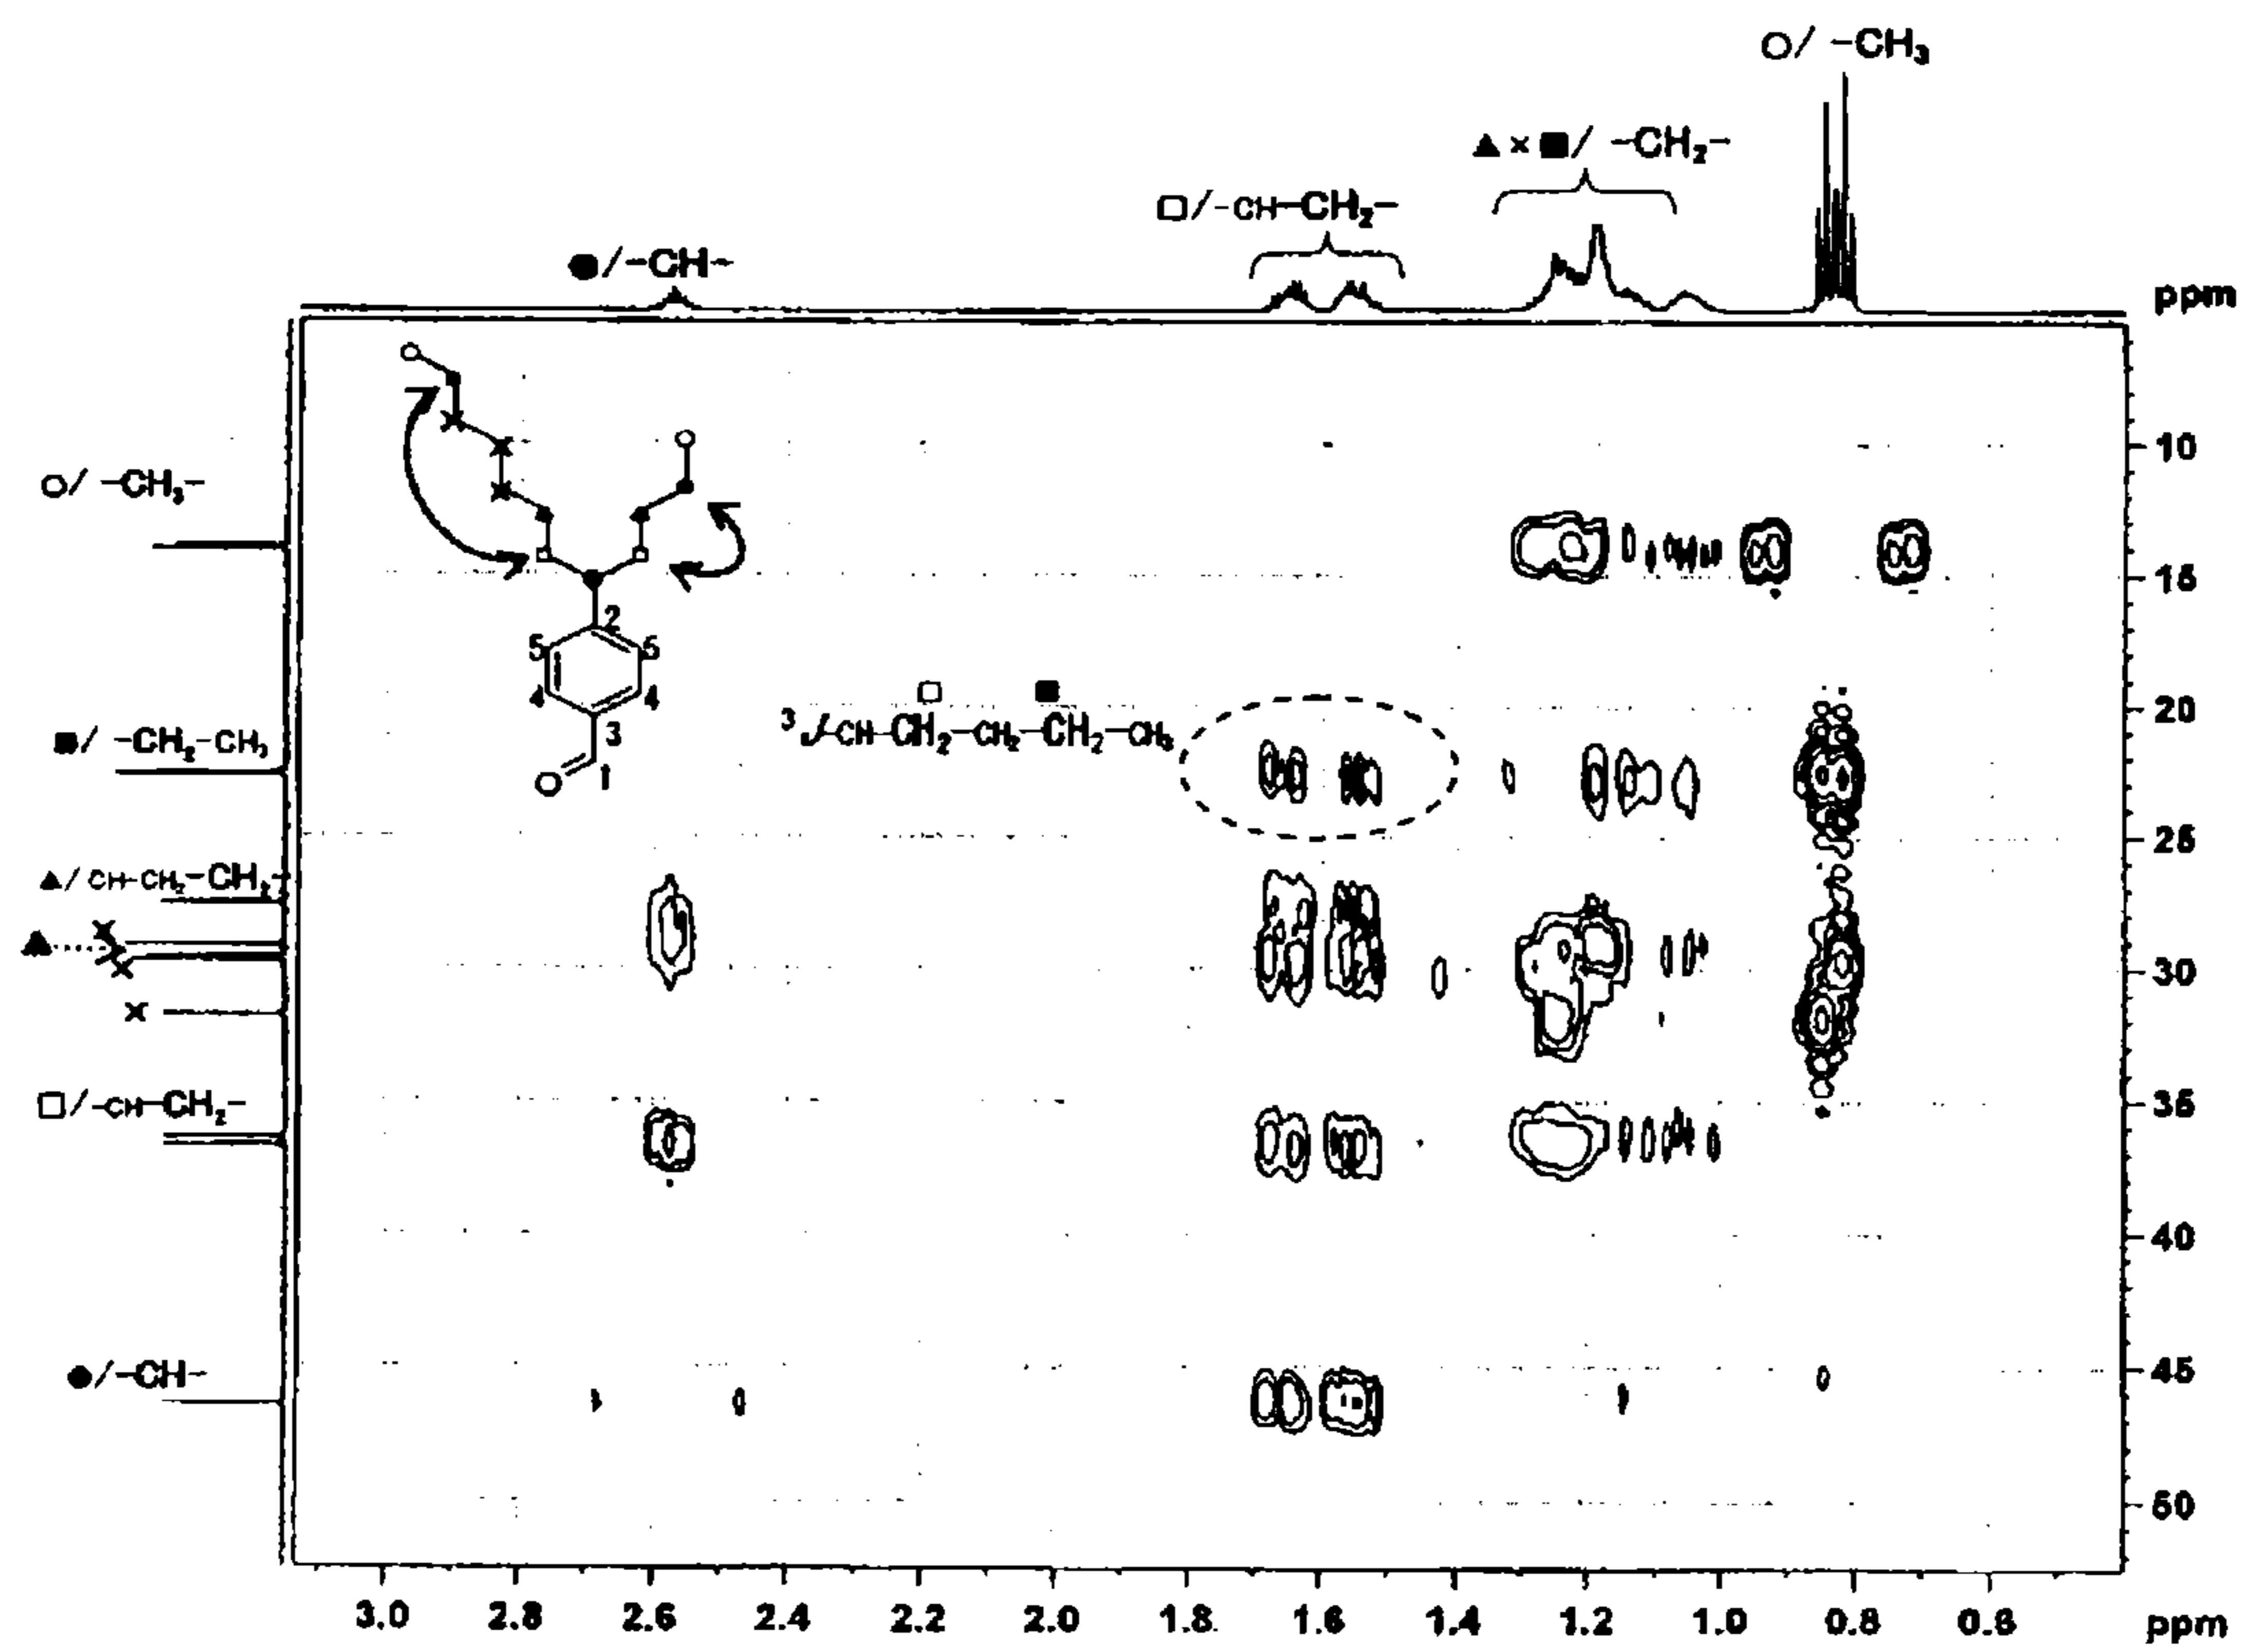 ○/ -CH₃
▲×■/ -CH₂-
□/-CH-CH₂-
●/-CH-
ppm
○/ -CH₃-
■/ -CH₂-CH₃
▲/ CH-CH₂-CH₂-
▲ ×
×
×
□/-CH-CH₂-
●/-CH-
2
5 6
4 4
3
O 1
□ ■
³J/-CH-CH₂-CH₂-CH₂-CH₃
10
15
20
25
30
35
40
45
50
3.0 2.8 2.6 2.4 2.2 2.0 1.8 1.6 1.4 1.2 1.0 0.8 0.6 ppm